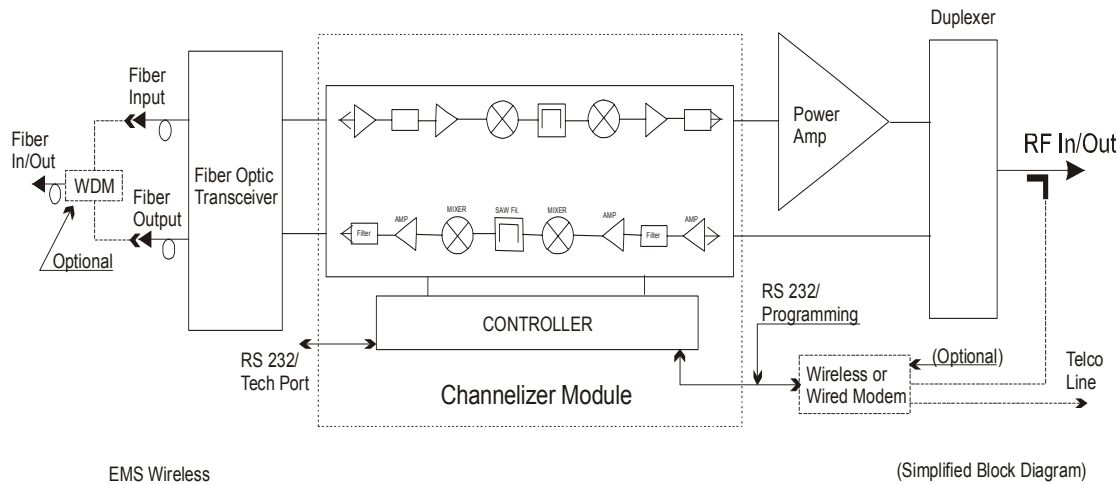 Duplexer
Fiber
Input
Fiber
In/Out
WDM
Fiber
Output
Optional
Fiber Optic
Transceiver
Power
Amp
RF In/Out
Filter
AMP
MIXER
SAW Fil.
MIXER
AMP
Filter
AMP
CONTROLLER
RS 232/
Tech Port
Channelizer Module
RS 232/
Programming
(Optional)
Wireless or
Wired Modem
Telco
Line
EMS Wireless
(Simplified Block Diagram)